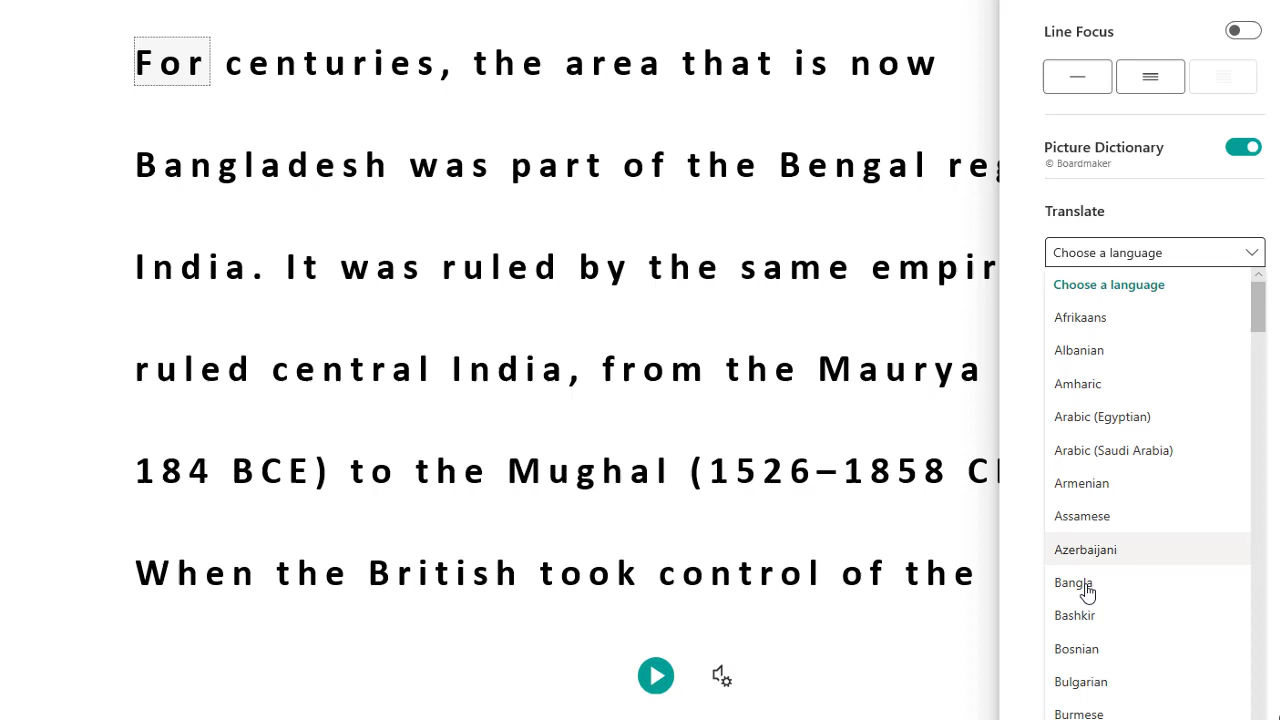 For centuries, the area that is now
Bangladesh was part of the Bengal
India. It was ruled by the same
ruled central India, from the Maurya
184 BCE) to the Mughal (1526–1858
When the British took control of the
Line Focus
Picture Dictionary
© Boardmaker
Translate
Choose a language
Choose a language
Afrikaans
Albanian
Amharic
Arabic (Egyptian)
Arabic (Saudi Arabia)
Armenian
Assamese
Azerbaijani
Bangla
Bashkir
Bosnian
Bulgarian
Burmese